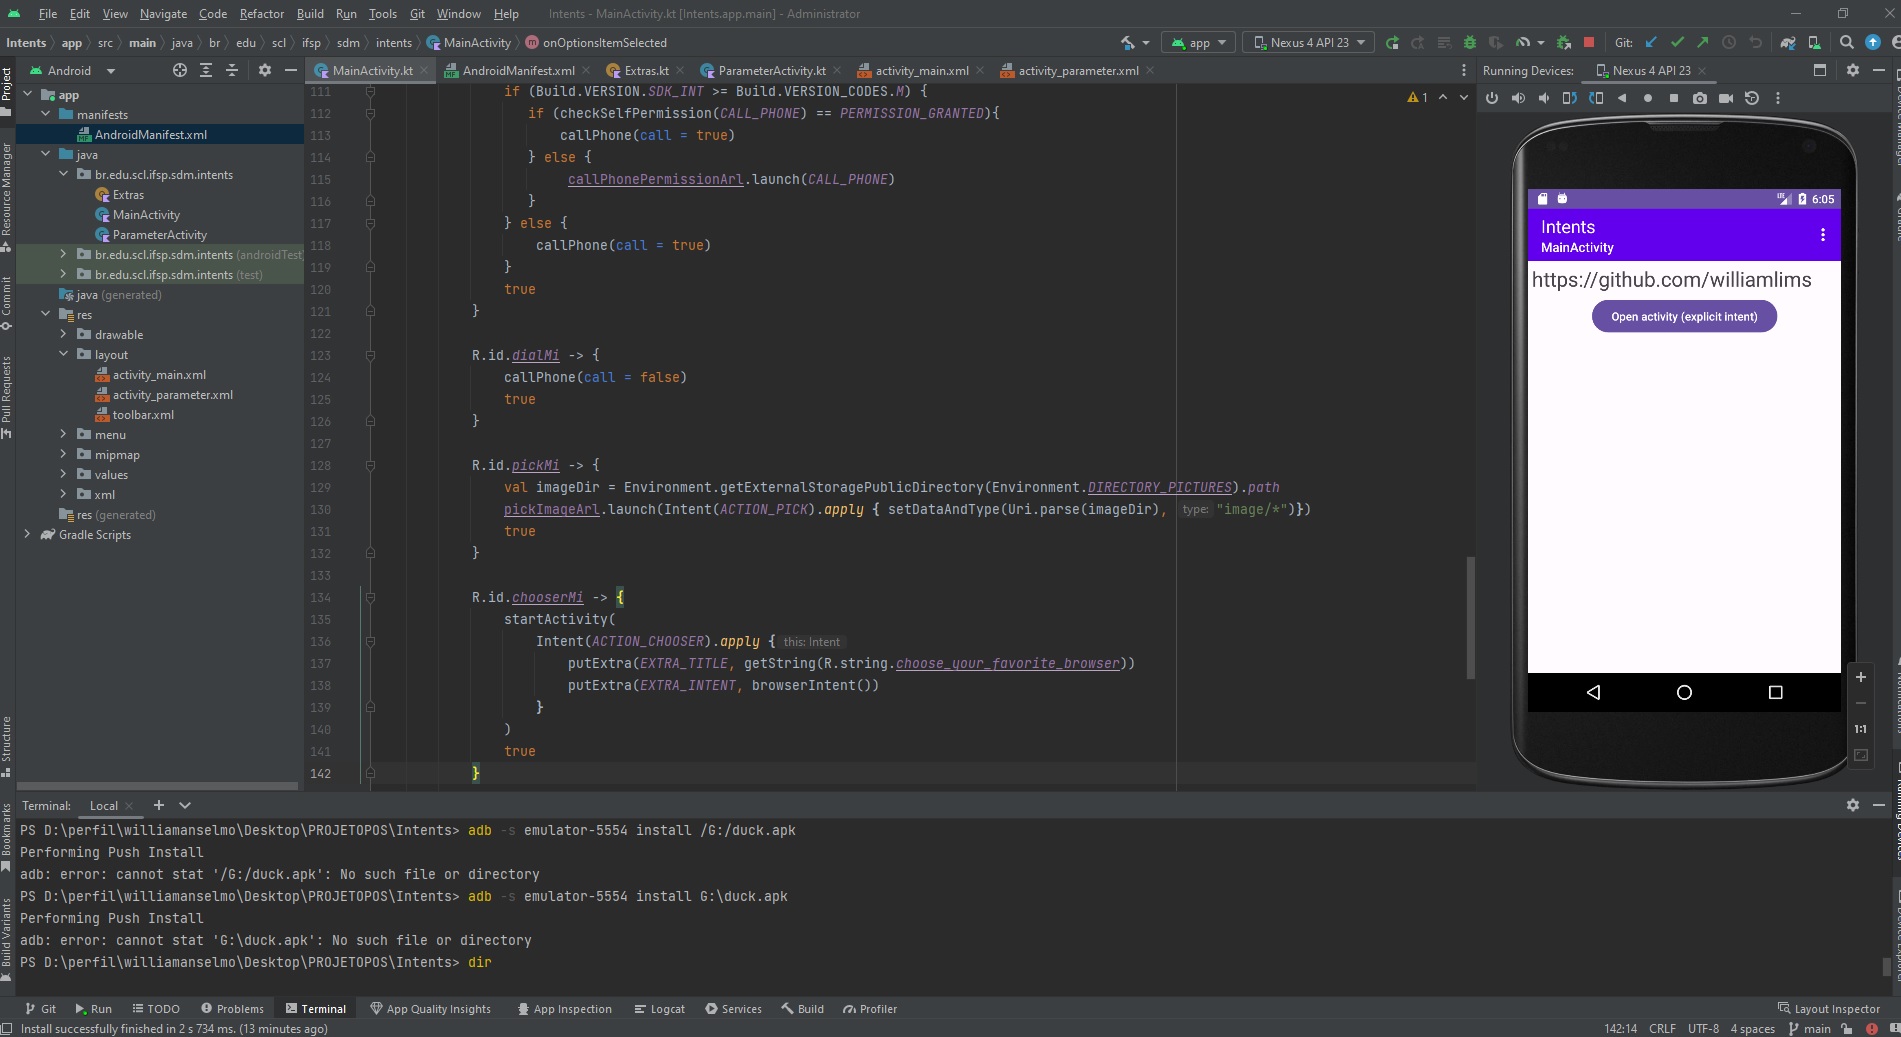 File Edit View Navigate Code Refactor Build Run Tools Git Window Help Intents - MainActivity.kt [Intents.app.main] - Administrator
Intents app src main java br edu scl ifsp sdm intents MainActivity onOptionsItemSelected app Nexus 4 API 23 Git:
Android
MainActivity.kt AndroidManifest.xml Extras.kt ParameterActivity.kt activity_main.xml activity_parameter.xml
Running Devices: Nexus 4 API 23
Project
Resource Manager
Commit
Pull Requests
Structure
Bookmarks
Build Variants
app
manifests
AndroidManifest.xml
java
br.edu.scl.ifsp.sdm.intents
Extras
MainActivity
ParameterActivity
br.edu.scl.ifsp.sdm.intents (androidTest
br.edu.scl.ifsp.sdm.intents (test)
java (generated)
res
drawable
layout
activity_main.xml
activity_parameter.xml
toolbar.xml
menu
mipmap
values
xml
res (generated)
Gradle Scripts
1
111 if (Build.VERSION.SDK_INT >= Build.VERSION_CODES.M) {
112 if (checkSelfPermission(CALL_PHONE) == PERMISSION_GRANTED){
113 callPhone(call = true)
114 } else {
115 callPhonePermissionArl.launch(CALL_PHONE)
116 }
117 } else {
118 callPhone(call = true)
119 }
120 true
121 }
122
123 R.id.dialMi -> {
124 callPhone(call = false)
125 true
126 }
127
128 R.id.pickMi -> {
129 val imageDir = Environment.getExternalStoragePublicDirectory(Environment.DIRECTORY_PICTURES).path
130 pickImageArl.launch(Intent(ACTION_PICK).apply { setDataAndType(Uri.parse(imageDir), type: "image/*")})
131 true
132 }
133
134 R.id.chooserMi -> {
135 startActivity(
136 Intent(ACTION_CHOOSER).apply { this: Intent
137 putExtra(EXTRA_TITLE, getString(R.string.choose_your_favorite_browser))
138 putExtra(EXTRA_INTENT, browserIntent())
139 }
140 )
141 true
142 }
6:05
Intents
MainActivity
https://github.com/williamlims
Open activity (explicit intent)
1:1
Terminal: Local
PS D:\perfil\williamanselmo\Desktop\PROJETOPOS\Intents> adb -s emulator-5554 install /G:/duck.apk
Performing Push Install
adb: error: cannot stat '/G:/duck.apk': No such file or directory
PS D:\perfil\williamanselmo\Desktop\PROJETOPOS\Intents> adb -s emulator-5554 install G:\duck.apk
Performing Push Install
adb: error: cannot stat 'G:\duck.apk': No such file or directory
PS D:\perfil\williamanselmo\Desktop\PROJETOPOS\Intents> dir
Git Run TODO Problems Terminal App Quality Insights App Inspection Logcat Services Build Profiler Layout Inspector
Install successfully finished in 2 s 734 ms. (13 minutes ago) 142:14 CRLF UTF-8 4 spaces main